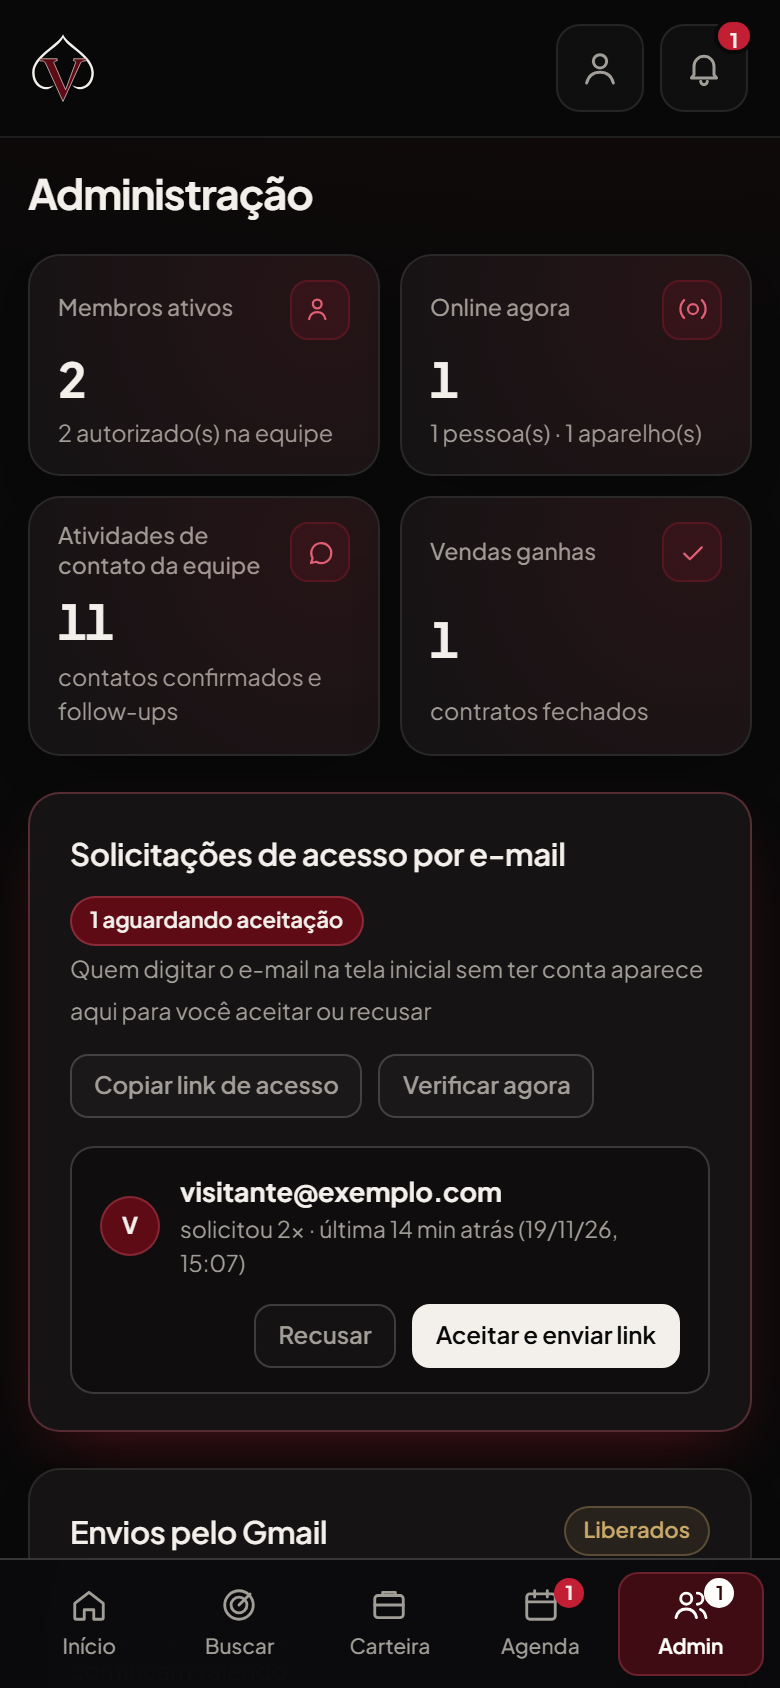 V
1
Administração
Membros ativos
2
2 autorizado(s) na equipe
Online agora
1
1 pessoa(s) · 1 aparelho(s)
Atividades de
contato da equipe
11
contatos confirmados e
follow-ups
Vendas ganhas
1
contratos fechados
Solicitações de acesso por e-mail
1 aguardando aceitação
Quem digitar o e-mail na tela inicial sem ter conta aparece
aqui para você aceitar ou recusar
Copiar link de acesso
Verificar agora
V
visitante@exemplo.com
solicitou 2× · última 14 min atrás (19/11/26,
15:07)
Recusar
Aceitar e enviar link
Envios pelo Gmail
Liberados
Início
Buscar
Carteira
1
Agenda
1
Admin